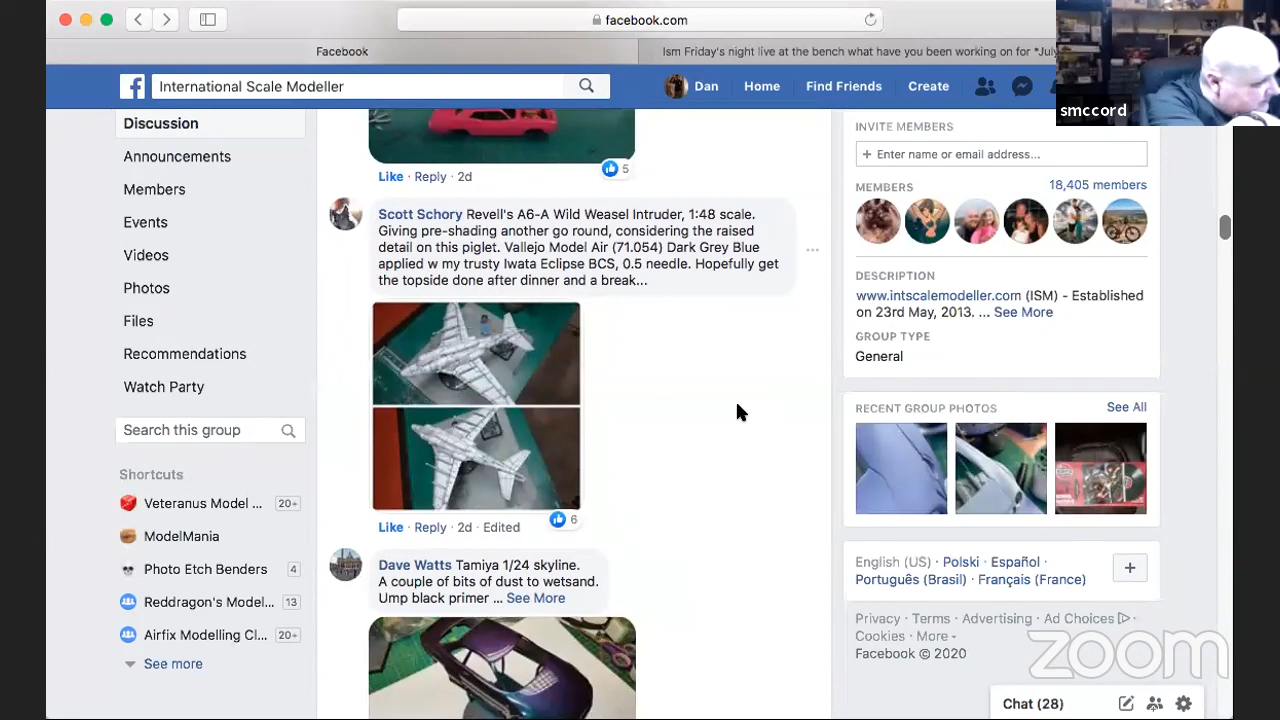 facebook.com
Facebook
Ism Friday's night live at the bench what have you been working on for *July
International Scale Modeller
Dan
Home
Find Friends
Create
smccord
Discussion
Announcements
Members
Events
Videos
Photos
Files
Recommendations
Watch Party
Search this group
Shortcuts
Veteranus Model ...
20+
ModelMania
Photo Etch Benders
4
Reddragon's Model...
13
Airfix Modelling Cl...
20+
See more
Like · Reply · 2d
5
Scott Schory Revell's A6-A Wild Weasel Intruder, 1:48 scale.
Giving pre-shading another go round, considering the raised
detail on this piglet. Vallejo Model Air (71.054) Dark Grey Blue
applied w my trusty Iwata Eclipse BCS, 0.5 needle. Hopefully get
the topside done after dinner and a break...
Like · Reply · 2d · Edited
6
Dave Watts Tamiya 1/24 skyline.
A couple of bits of dust to wetsand.
Ump black primer ... See More
INVITE MEMBERS
+ Enter name or email address...
MEMBERS
18,405 members
DESCRIPTION
www.intscalemodeller.com (ISM) - Established
on 23rd May, 2013. ... See More
GROUP TYPE
General
RECENT GROUP PHOTOS
See All
English (US) · Polski · Español ·
Português (Brasil) · Français (France)
Privacy · Terms · Advertising · Ad Choices ·
Cookies · More
Facebook © 2020
zoom
Chat (28)